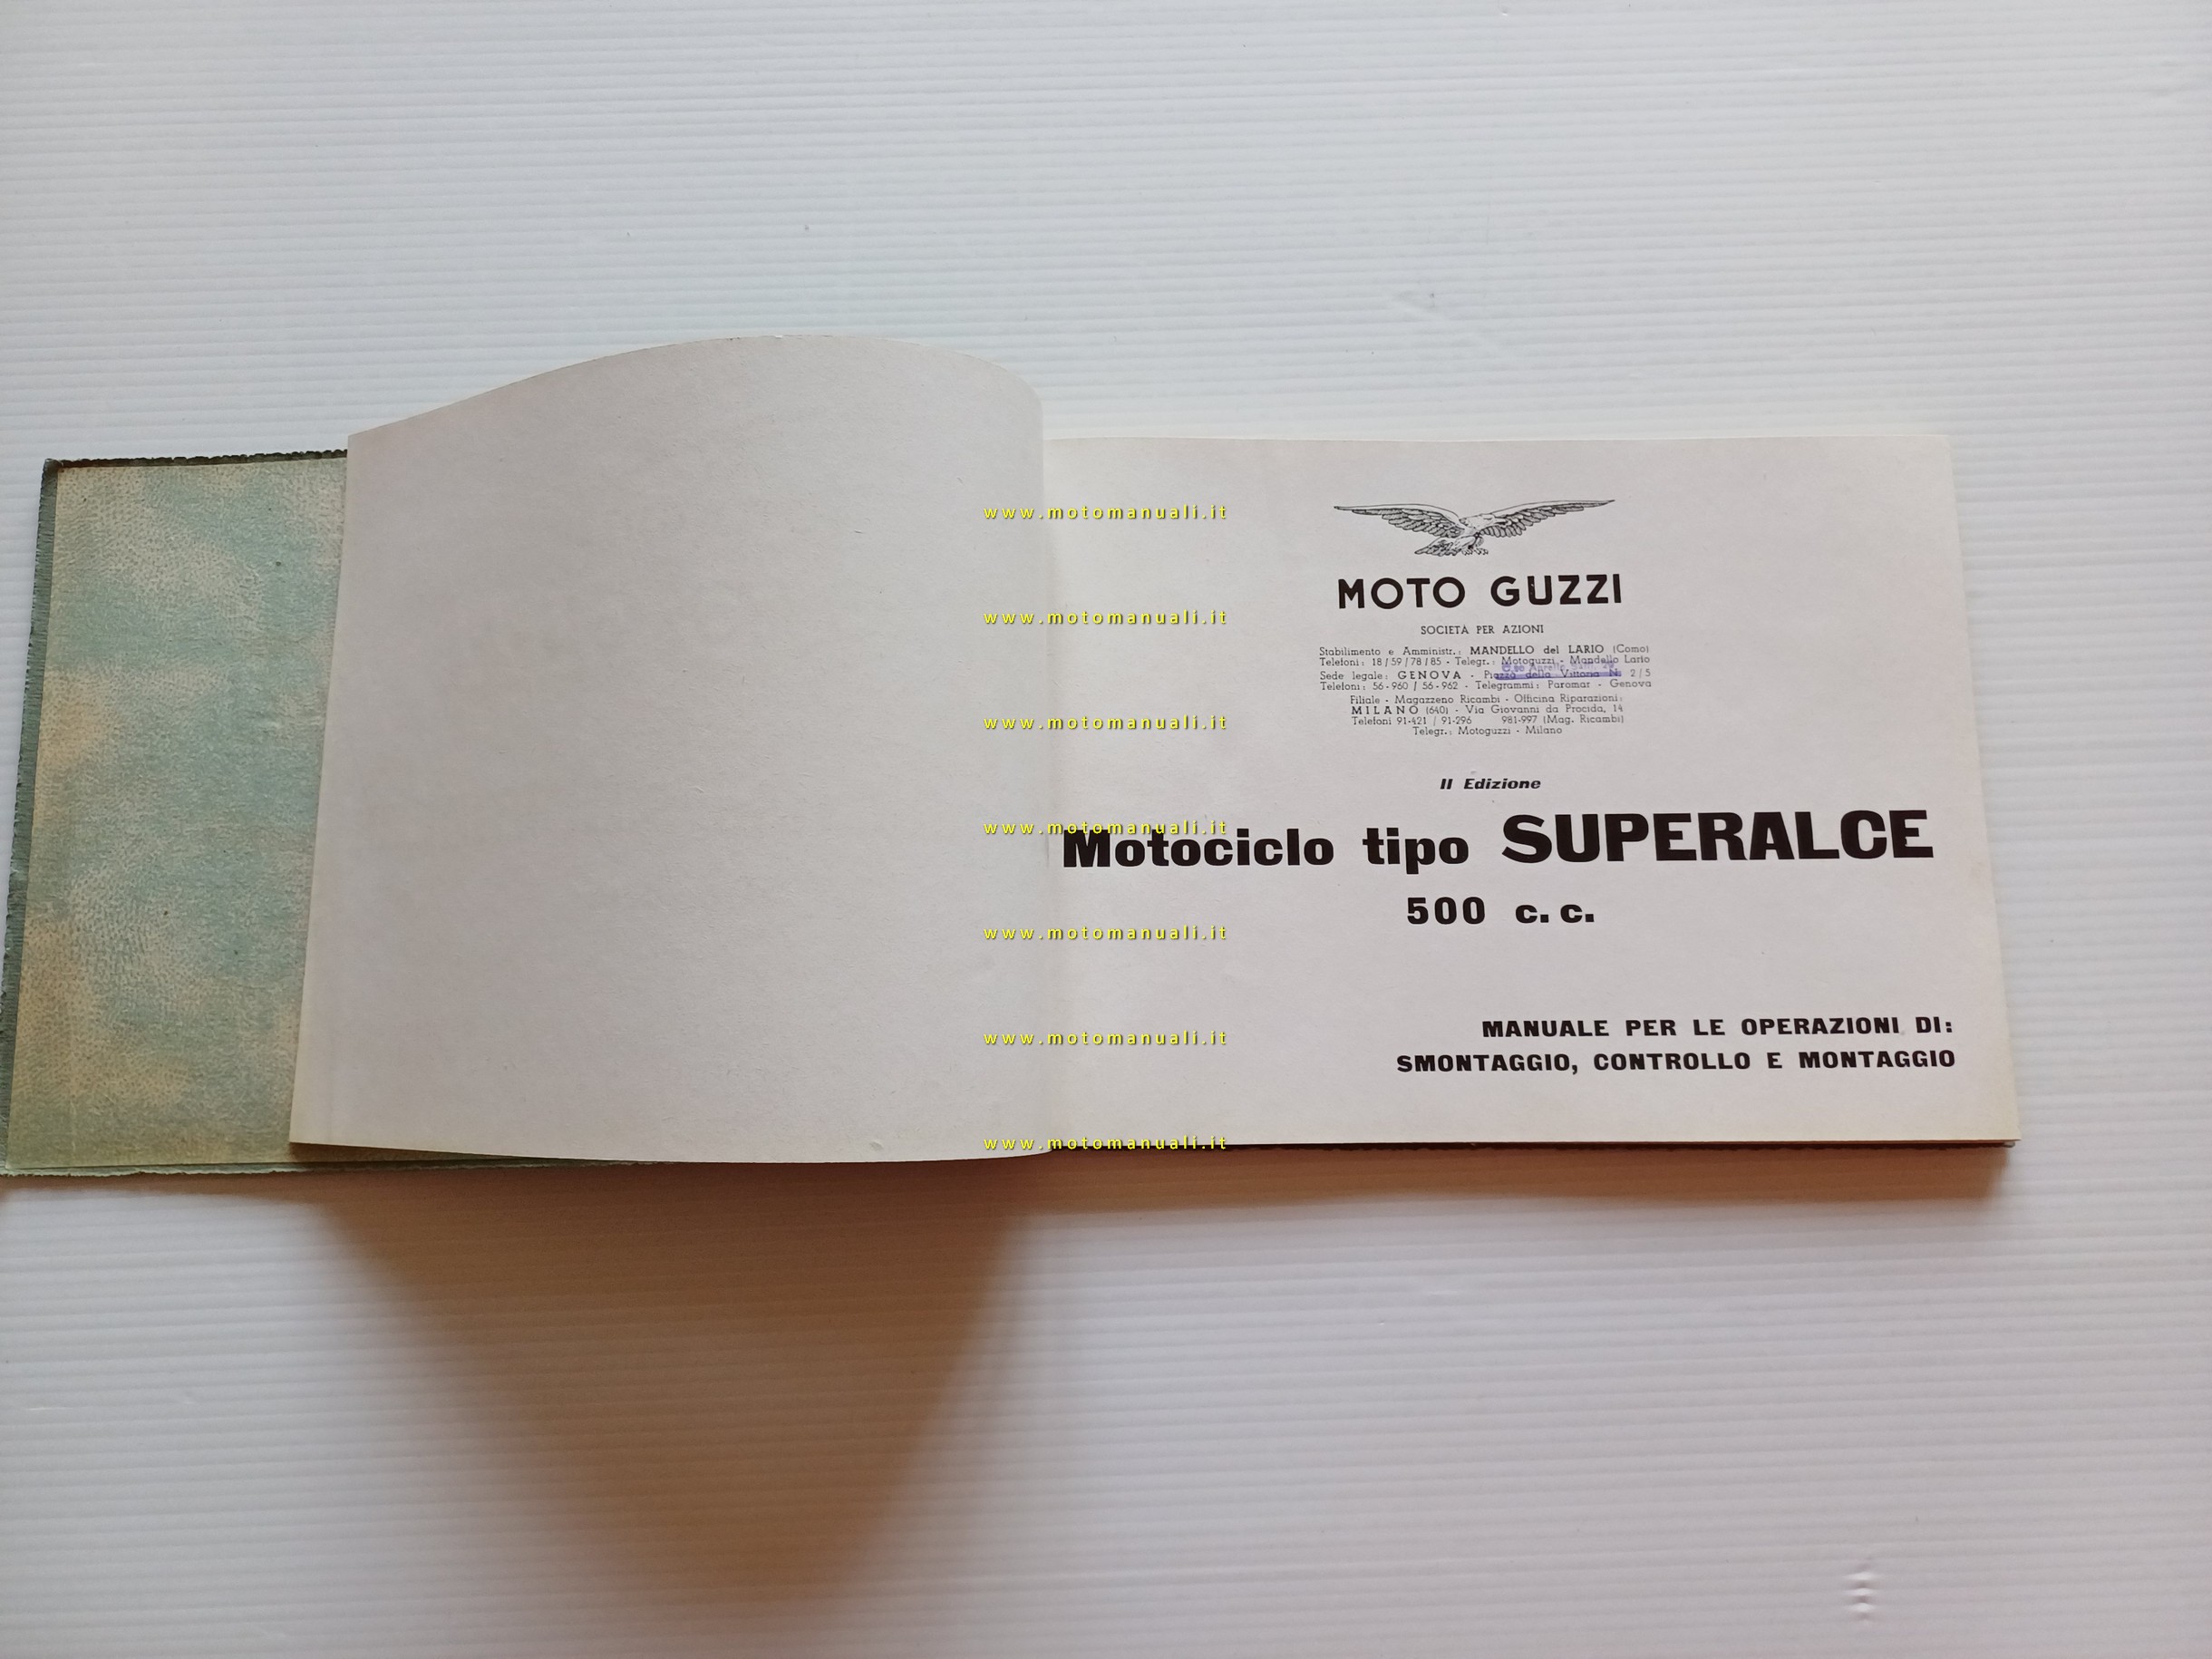 MOTO GUZZI
SOCIETÀ PER AZIONI
Stabilimento e Amministr.: MANDELLO del LARIO (Como)
Telefoni: 18/59/78/85 - Telegr.: Motoguzzi - Mandello Lario
Sede legale: GENOVA - Piazza della Vittoria N. 2/5
Telefoni: 56-960 / 56-962 - Telegrammi: Paromar - Genova
Filiale - Magazzeno Ricambi - Officina Riparazioni:
MILANO (640) - Via Giovanni da Procida, 14
Telefoni 91-421 / 91-296 981-997 (Mag. Ricambi)
Telegr.: Motoguzzi - Milano
II Edizione
Motociclo tipo SUPERALCE
500 c.c.
MANUALE PER LE OPERAZIONI DI:
SMONTAGGIO, CONTROLLO E MONTAGGIO
www.motomanuali.it
www.motomanuali.it
www.motomanuali.it
www.motomanuali.it
www.motomanuali.it
www.motomanuali.it
www.motomanuali.it